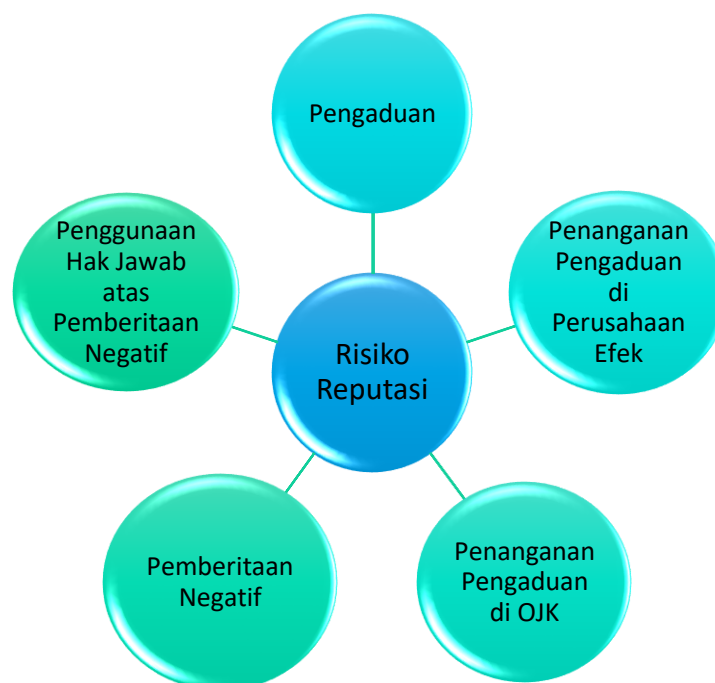 Pengaduan
Penanganan
Pengaduan
di
Perusahaan
Efek
Penanganan
Pengaduan
di OJK
Pemberitaan
Negatif
Penggunaan
Hak Jawab
atas
Pemberitaan
Negatif
Risiko
Reputasi